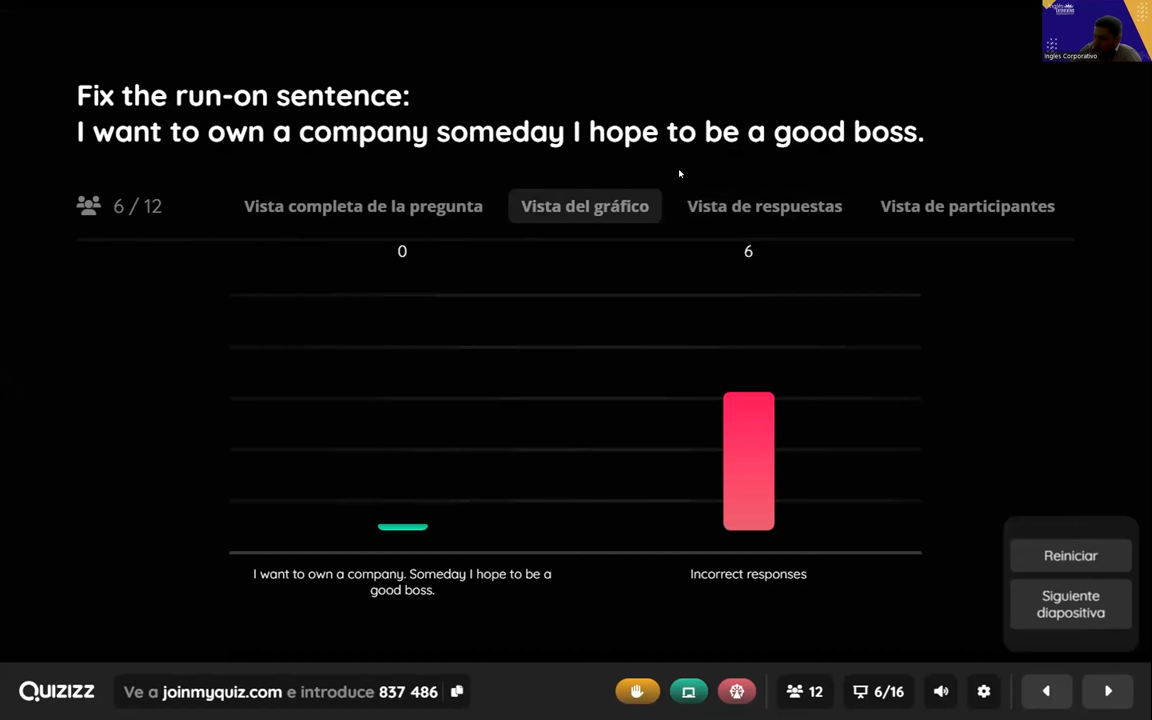 Ingles Corporativo
Fix the run-on sentence:
I want to own a company someday I hope to be a good boss.
6 / 12
Vista completa de la pregunta
Vista del gráfico
Vista de respuestas
Vista de participantes
0
6
I want to own a company. Someday I hope to be a
good boss.
Incorrect responses
Reiniciar
Siguiente
diapositiva
QUIZIZZ
Ve a joinmyquiz.com e introduce 837 486
12
6/16